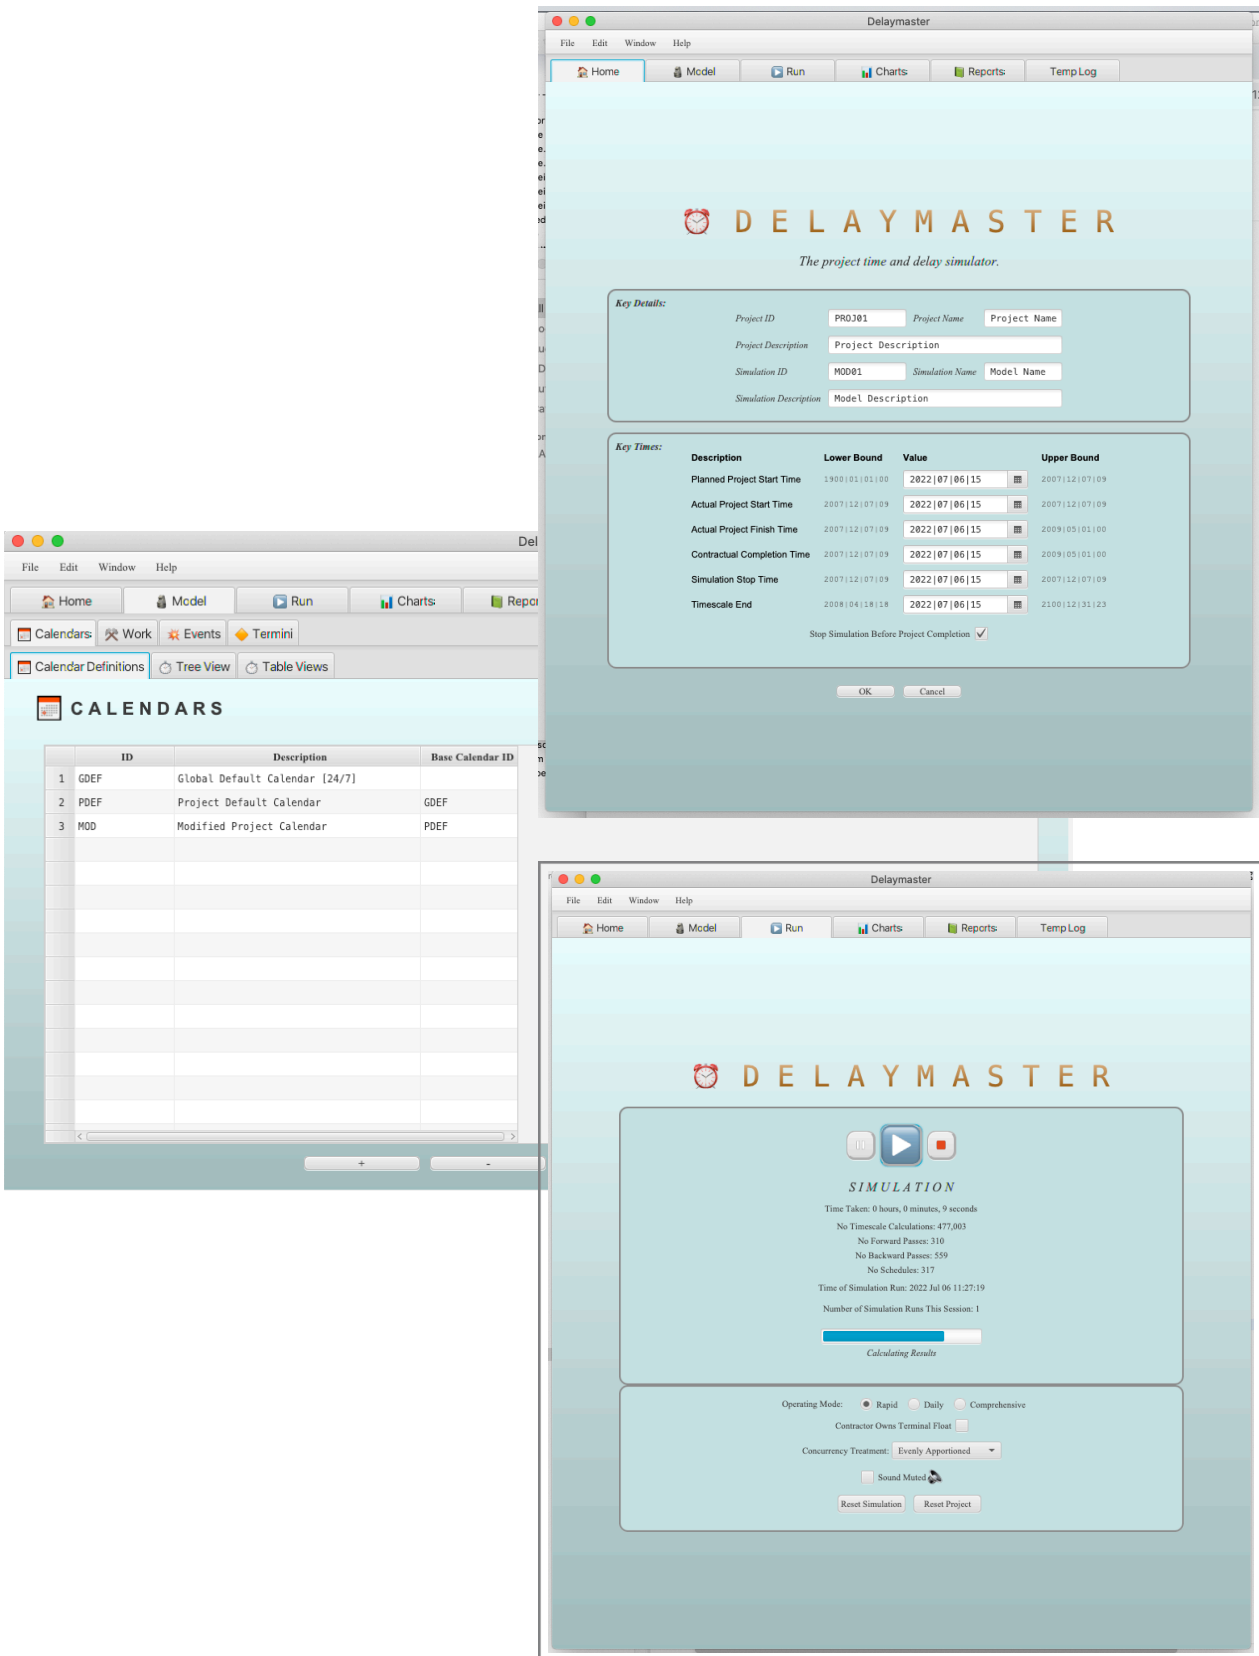 Delaymaster
File Edit Window Help
Home Model Run Charts Reports Temp Log
DELAYMASTER
The project time and delay simulator.
Key Details:
Project ID PROJ01 Project Name Project Name
Project Description Project Description
Simulation ID MOD01 Simulation Name Model Name
Simulation Description Model Description
Key Times:
Description Lower Bound Value Upper Bound
Planned Project Start Time 1900|01|01|00 2022|07|06|15 2007|12|07|09
Actual Project Start Time 2007|12|07|09 2022|07|06|15 2007|12|07|09
Actual Project Finish Time 2007|12|07|09 2022|07|06|15 2009|05|01|00
Contractual Completion Time 2007|12|07|09 2022|07|06|15 2009|05|01|00
Simulation Stop Time 2007|12|07|09 2022|07|06|15 2007|12|07|09
Timescale End 2008|04|18|18 2022|07|06|15 2100|12|31|23
Stop Simulation Before Project Completion
OK Cancel
Del
File Edit Window Help
Home Model Run Charts Repor
Calendars Work Events Termini
Calendar Definitions Tree View Table Views
CALENDARS
ID Description Base Calendar ID
1 GDEF Global Default Calendar [24/7]
2 PDEF Project Default Calendar GDEF
3 MOD Modified Project Calendar PDEF
+ -
Delaymaster
File Edit Window Help
Home Model Run Charts Reports Temp Log
DELAYMASTER
SIMULATION
Time Taken: 0 hours, 0 minutes, 9 seconds
No Timescale Calculations: 477,003
No Forward Passes: 310
No Backward Passes: 559
No Schedules: 317
Time of Simulation Run: 2022 Jul 06 11:27:19
Number of Simulation Runs This Session: 1
Calculating Results
Operating Mode: Rapid Daily Comprehensive
Contractor Owns Terminal Float
Concurrency Treatment: Evenly Apportioned
Sound Muted
Reset Simulation Reset Project